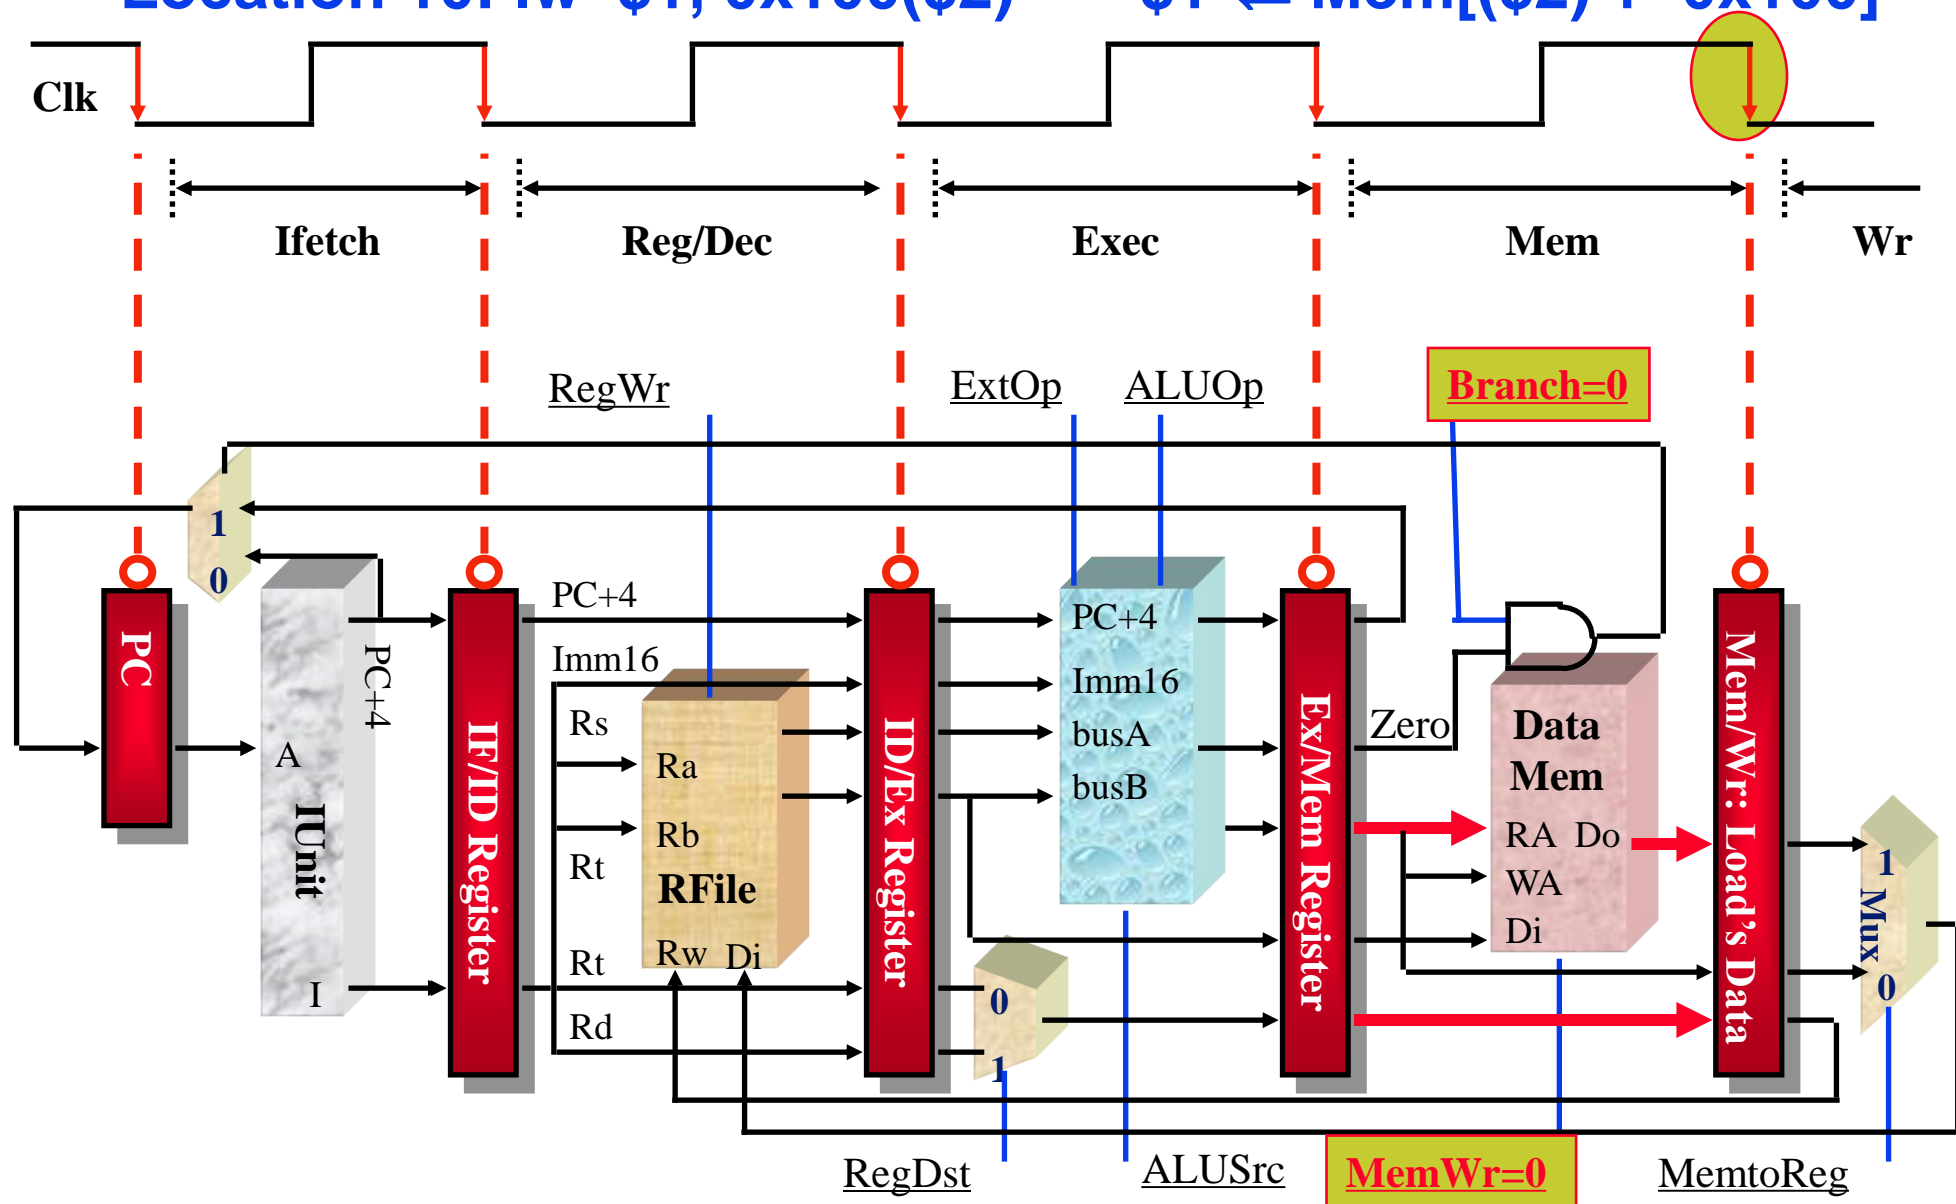 Clk
Ifetch
Reg/Dec
Exec
Mem
Wr
RegWr
ExtOp
ALUOp
Branch=0
1
0
PC
IUnit
A
I
PC+4
IF/ID Register
PC+4
Imm16
Rs
Rt
Rt
Rd
Ra
Rb
RFile
Rw
Di
ID/Ex Register
PC+4
Imm16
busA
busB
0
1
Ex/Mem Register
Zero
Data
Mem
RA Do
WA
Di
Mem/Wr: Load's Data
1
Mux
0
RegDst
ALUSrc
MemWr=0
MemtoReg